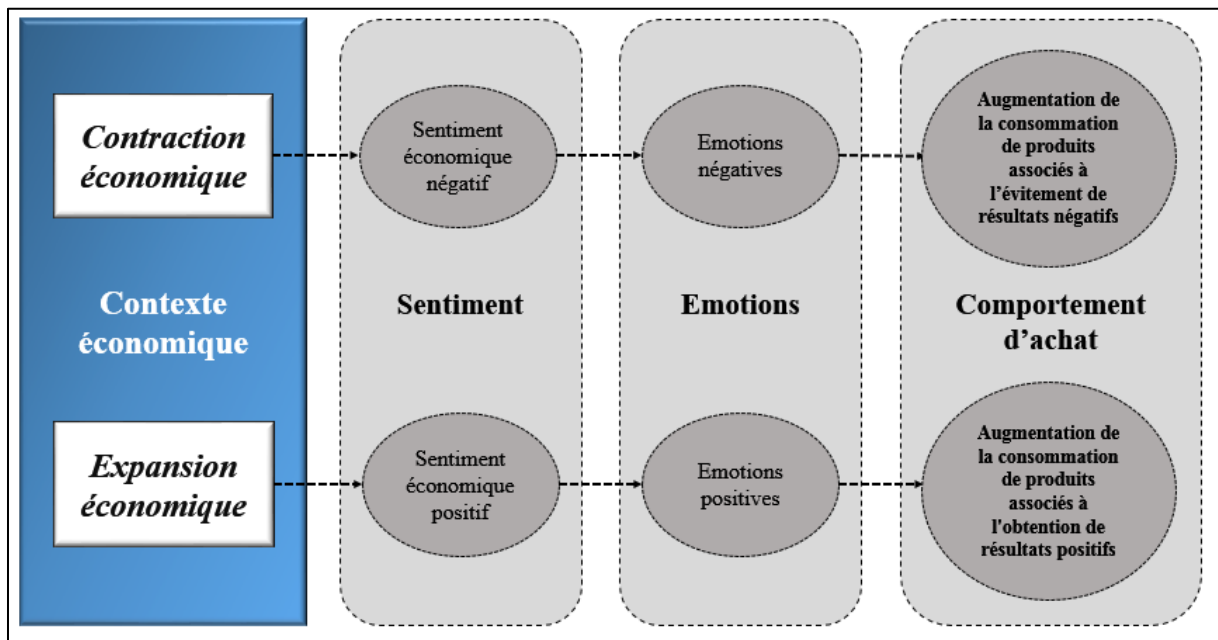 Contraction
économique
Sentiment
économique
négatif
Emotions
négatives
Augmentation de
la consommation
de produits
associés à
l'évitement de
résultats négatifs
Contexte
économique
Sentiment
Emotions
Comportement
d'achat
Expansion
économique
Sentiment
économique
positif
Emotions
positives
Augmentation de
la consommation
de produits
associés à
l'obtention de
résultats positifs